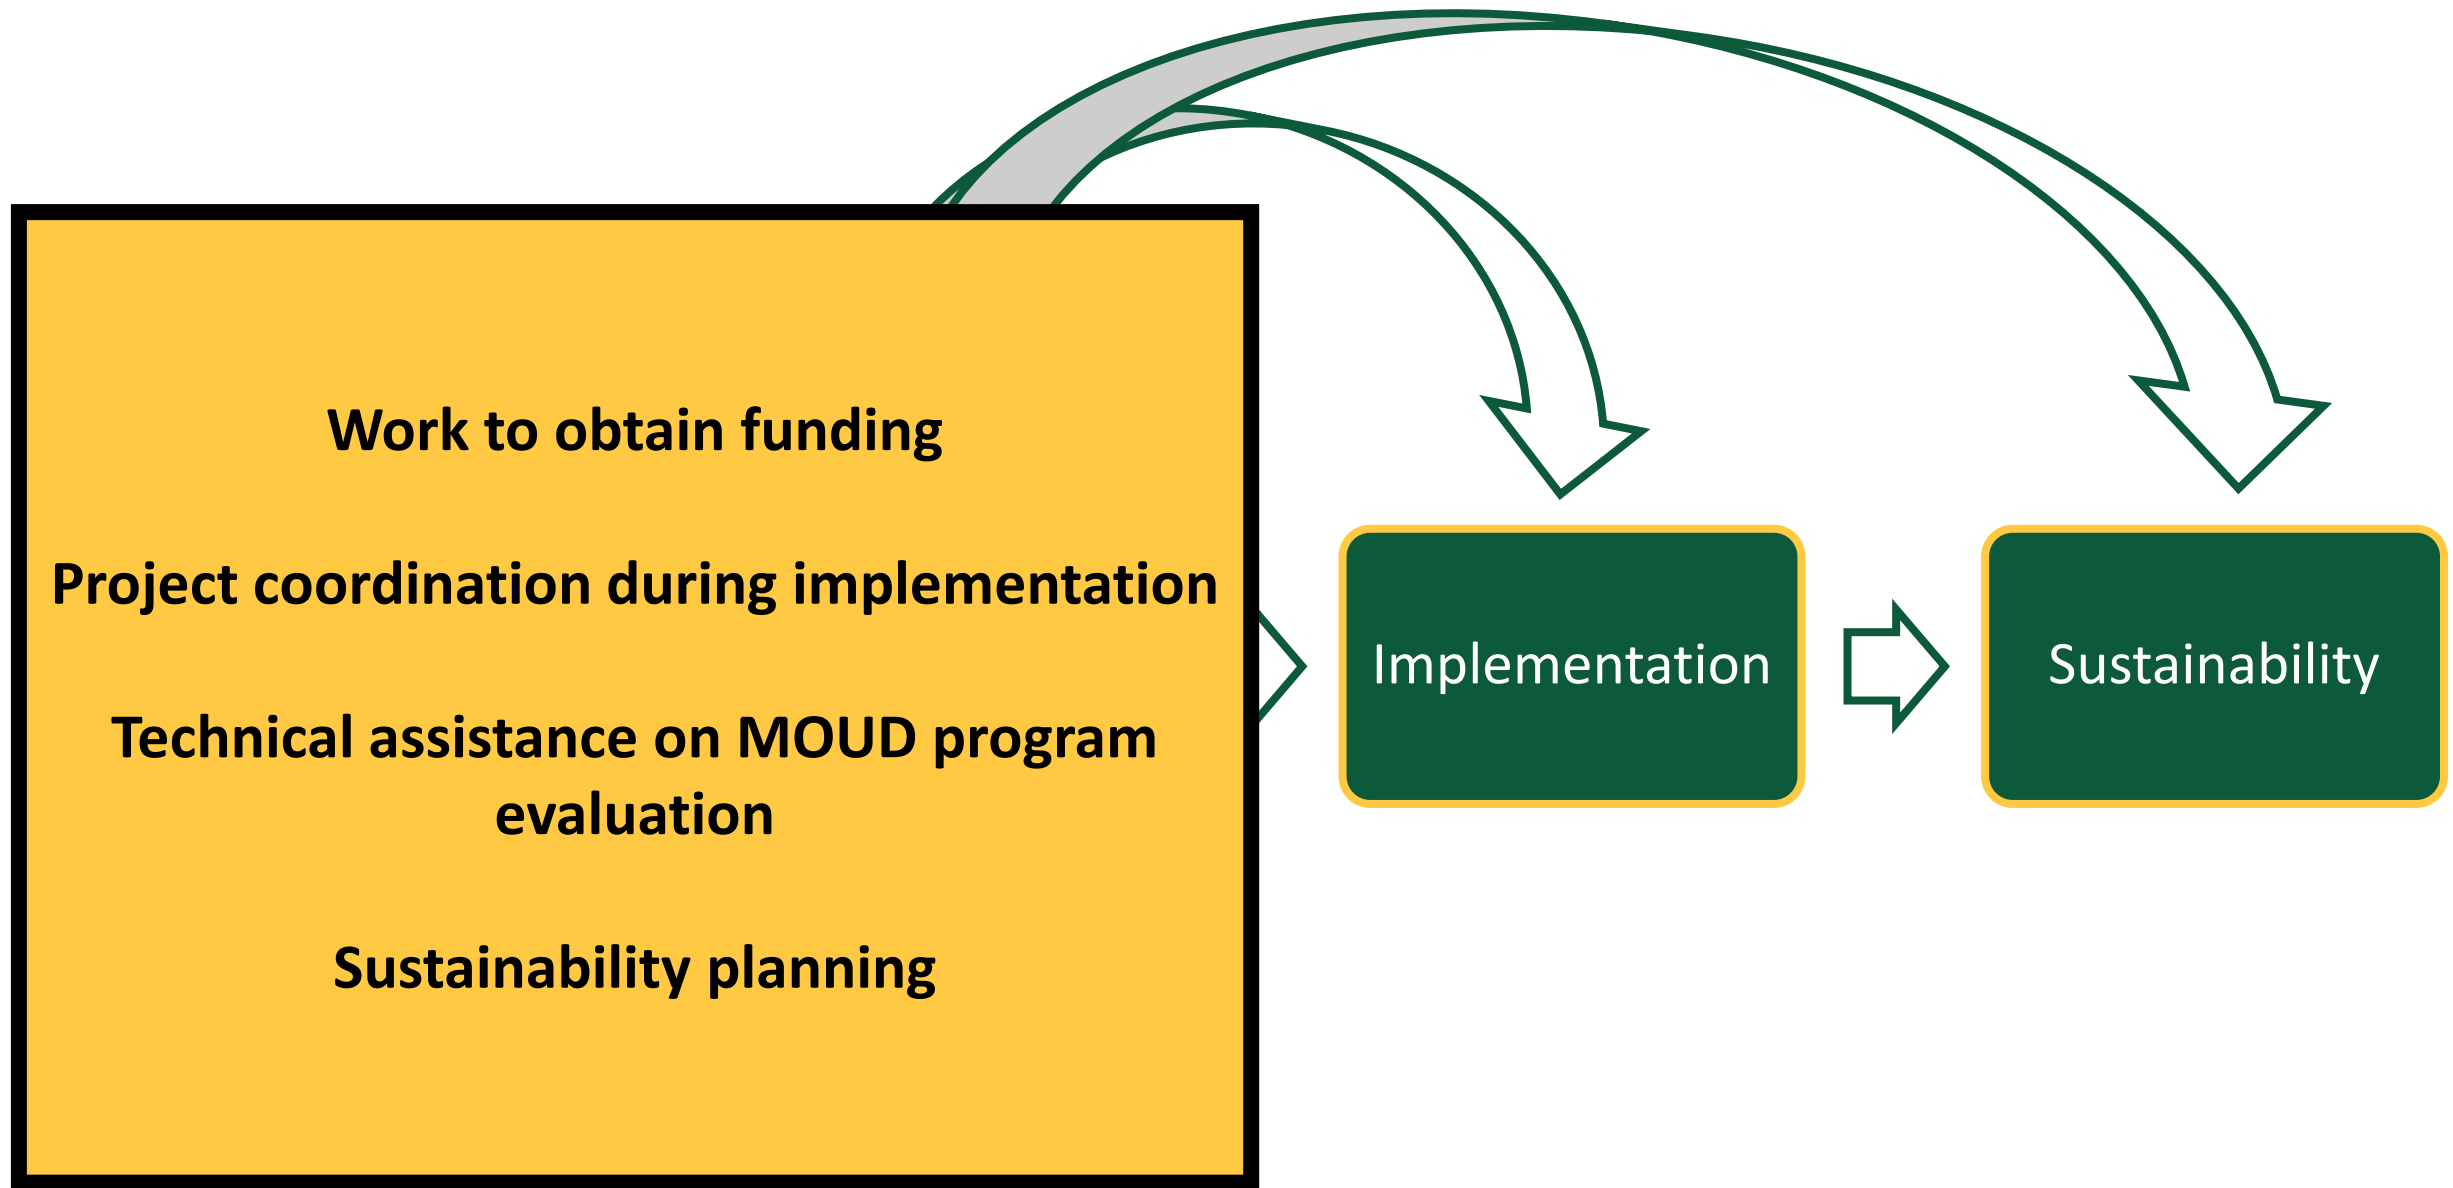 Work to obtain funding
Project coordination during implementation
Technical assistance on MOUD program
evaluation
Sustainability planning
Implementation
Sustainability